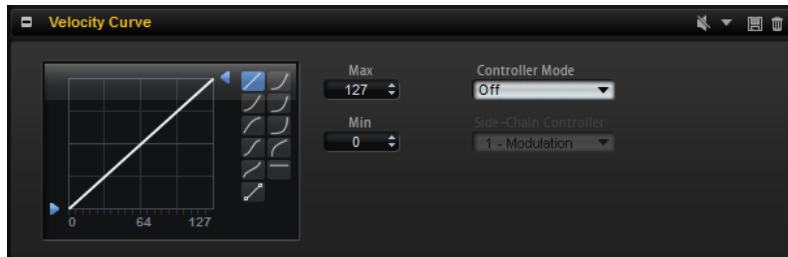 Velocity Curve
Max
127
Controller Mode
Off
Min
0
Side-Chain Controller
1 - Modulation
0 64 127